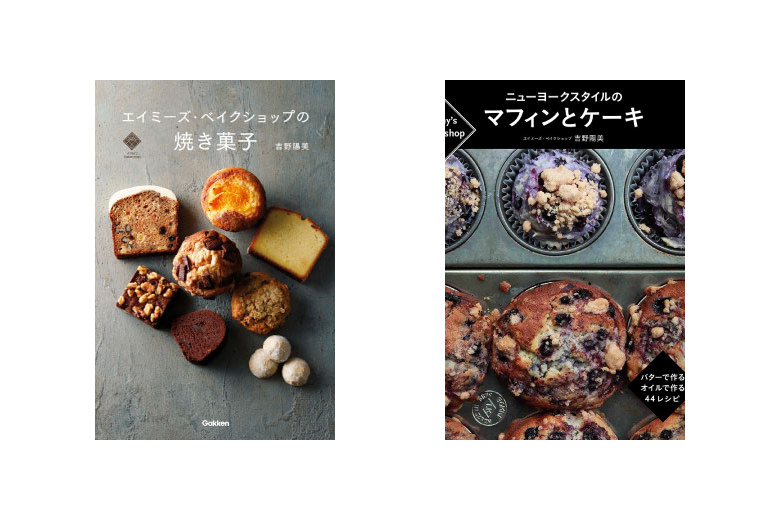 エイミーズ・ベイクショップの
焼き菓子
吉野陽美
Gakken
ニューヨークスタイルの
マフィンとケーキ
エイミーズ・ベイクショップ 吉野陽美
y's
shop
バターで作る
オイルで作る
44レシピ